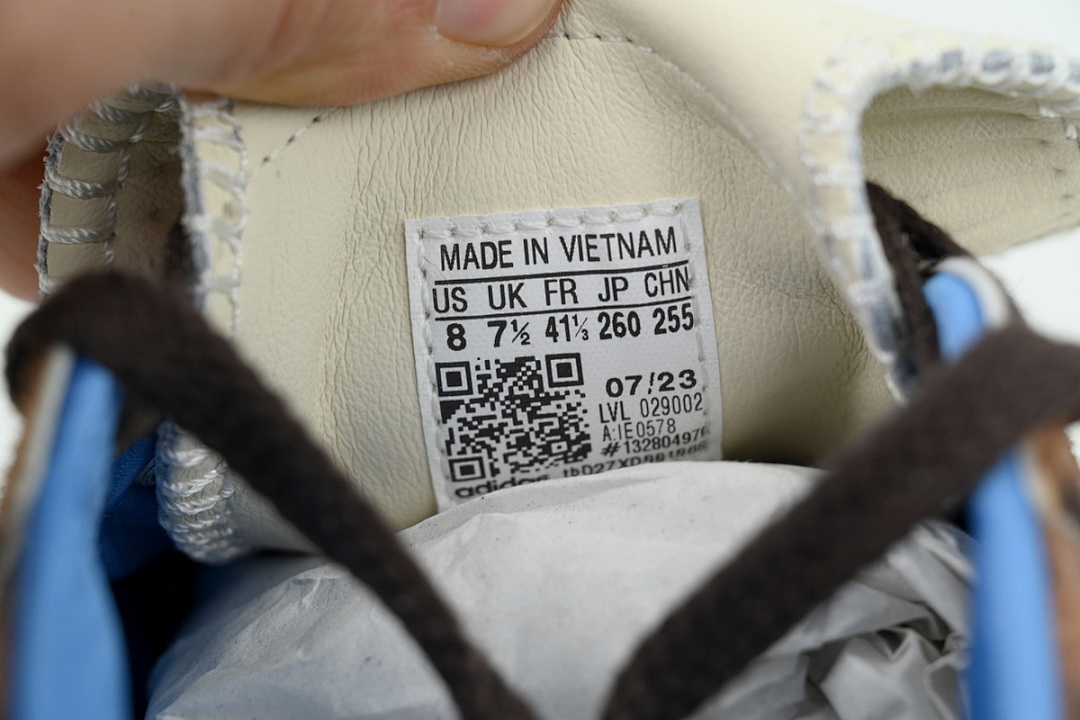 MADE IN VIETNAM
US UK FR JP CHN
8 7½ 41⅓ 260 255
07/23
LVL 029002
A:IE0578
adidas